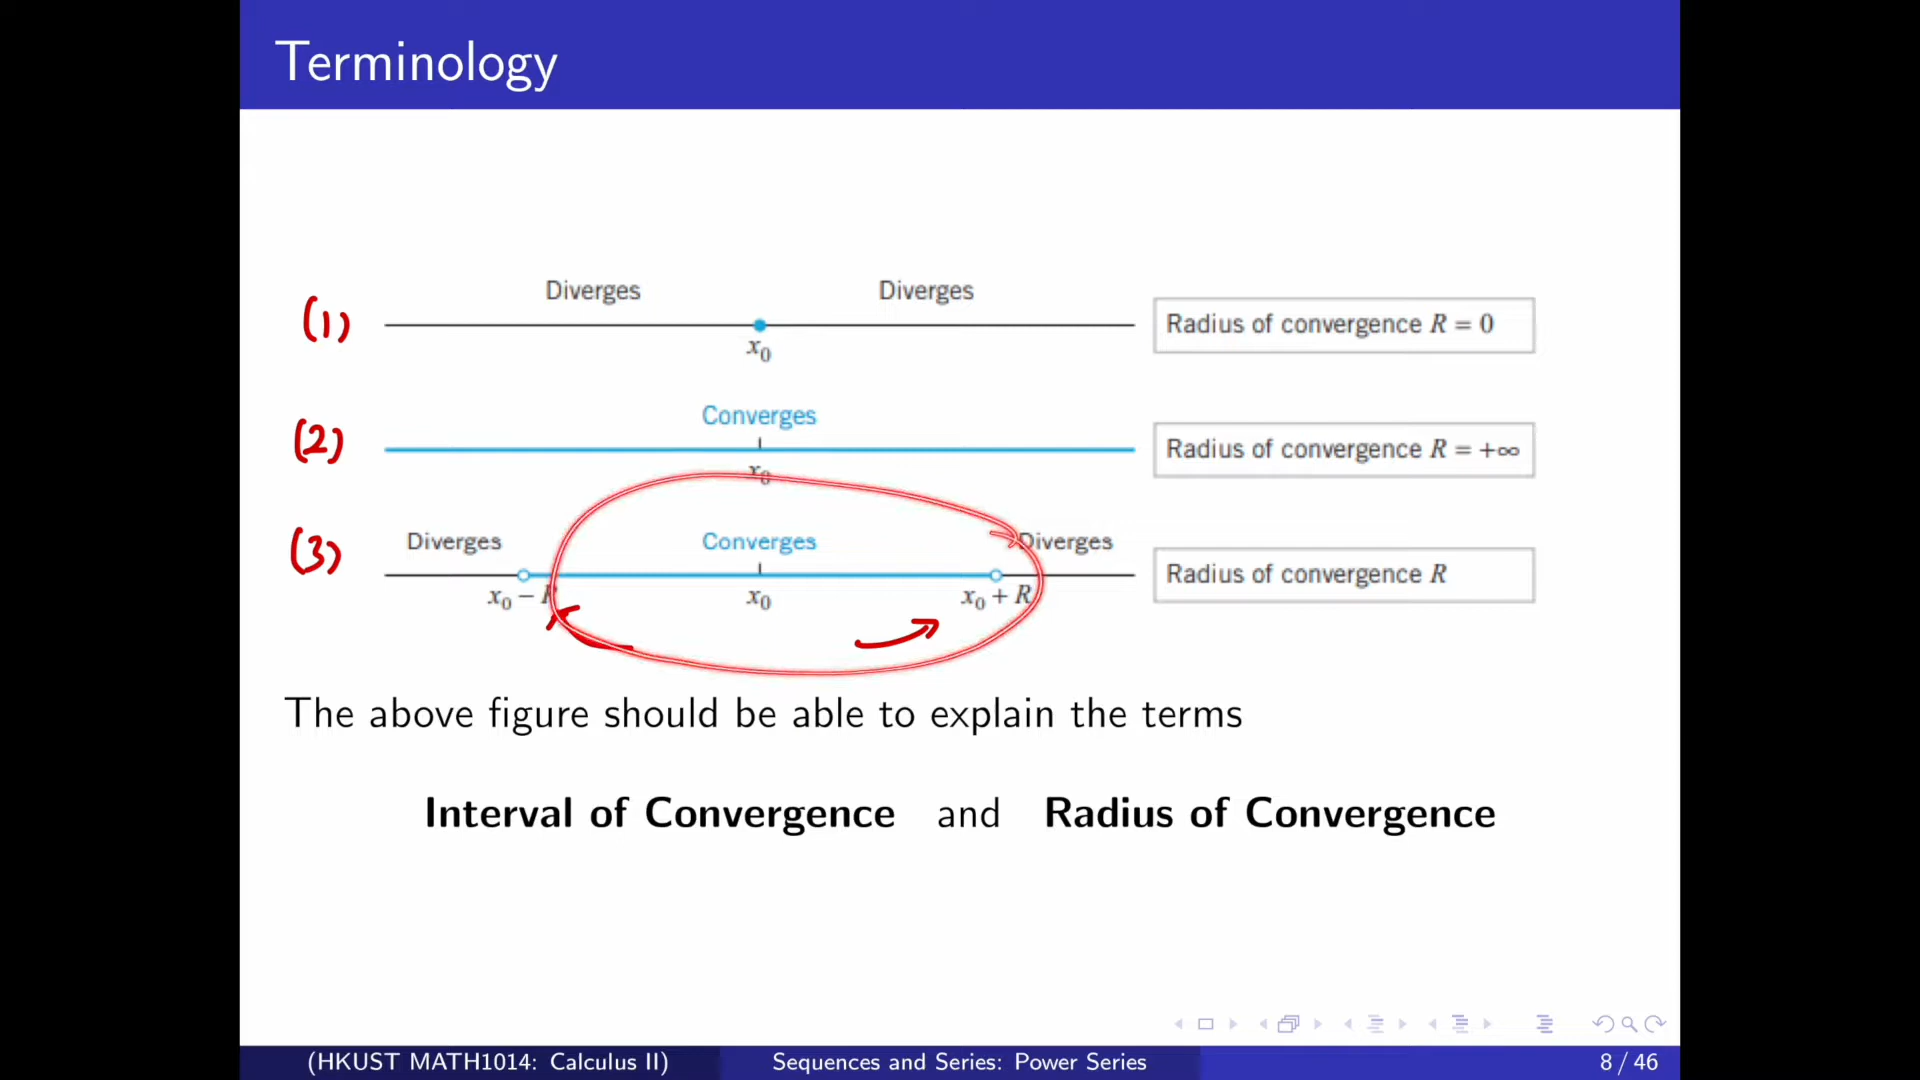 Terminology
Diverges Diverges
(1) x₀ Radius of convergence R = 0
Converges
(2) x₀ Radius of convergence R = +∞
(3) Diverges Converges Diverges
x₀ − R x₀ x₀ + R Radius of convergence R
The above figure should be able to explain the terms
Interval of Convergence and Radius of Convergence
(HKUST MATH1014: Calculus II) Sequences and Series: Power Series 8 / 46